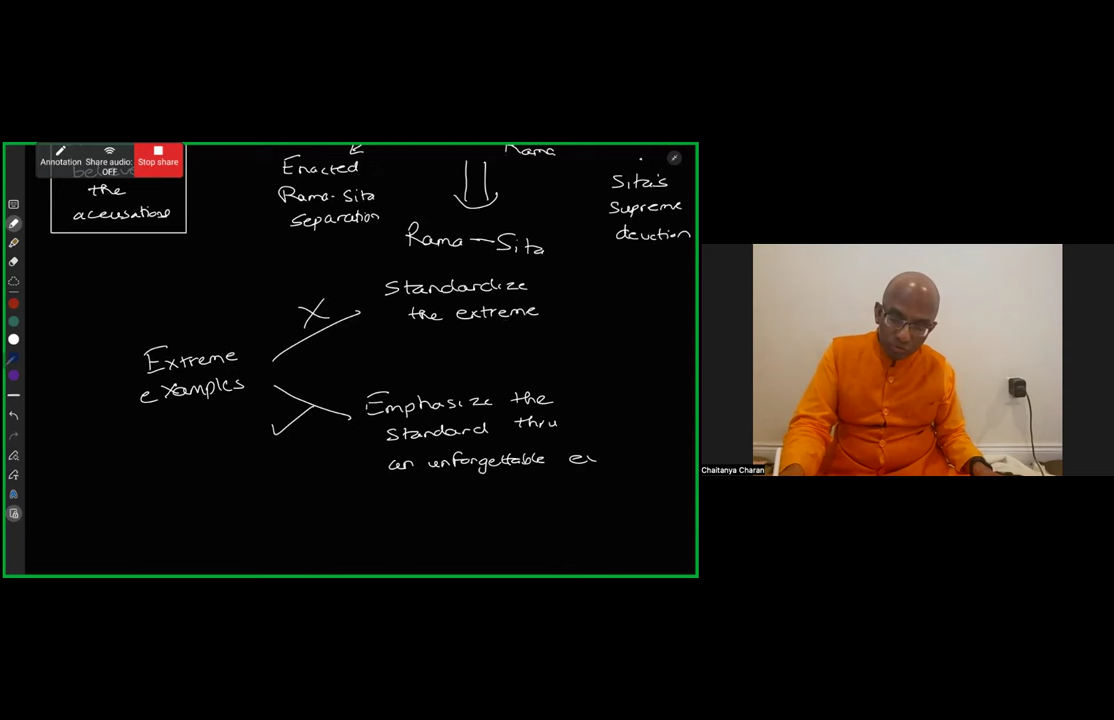 Annotation
Share audio: OFF
Stop share
believe
the
accusations
Enacted
Rama-Sita
separation
Rama
Rama — Sita
Sita's
Supreme
devotion
Standardize
the extreme
X
Extreme
examples
Emphasize the
standard thru
an unforgettable
Chaitanya Charan